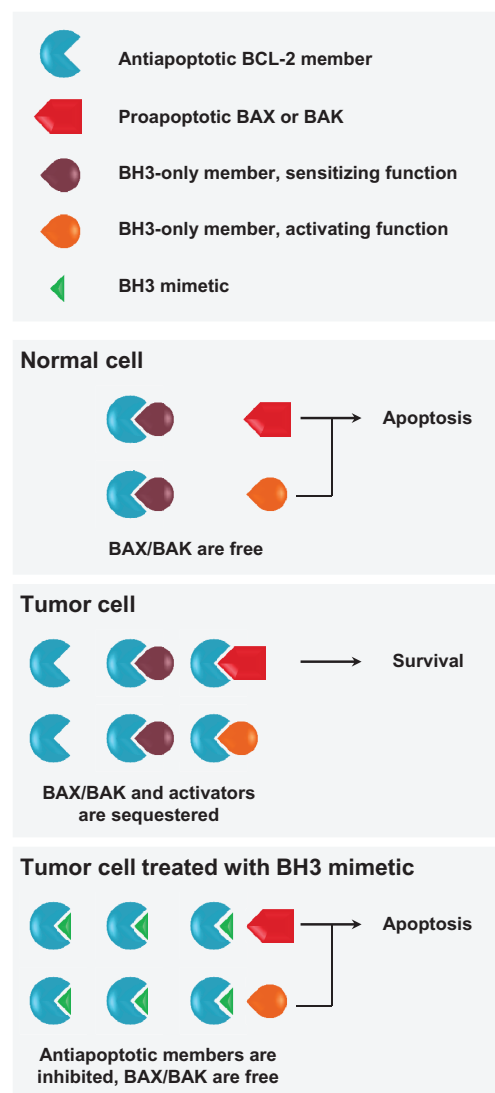 Antiapoptotic BCL-2 member
Proapoptotic BAX or BAK
BH3-only member, sensitizing function
BH3-only member, activating function
BH3 mimetic
Normal cell
Apoptosis
BAX/BAK are free
Tumor cell
Survival
BAX/BAK and activators
are sequestered
Tumor cell treated with BH3 mimetic
Apoptosis
Antiapoptotic members are
inhibited, BAX/BAK are free